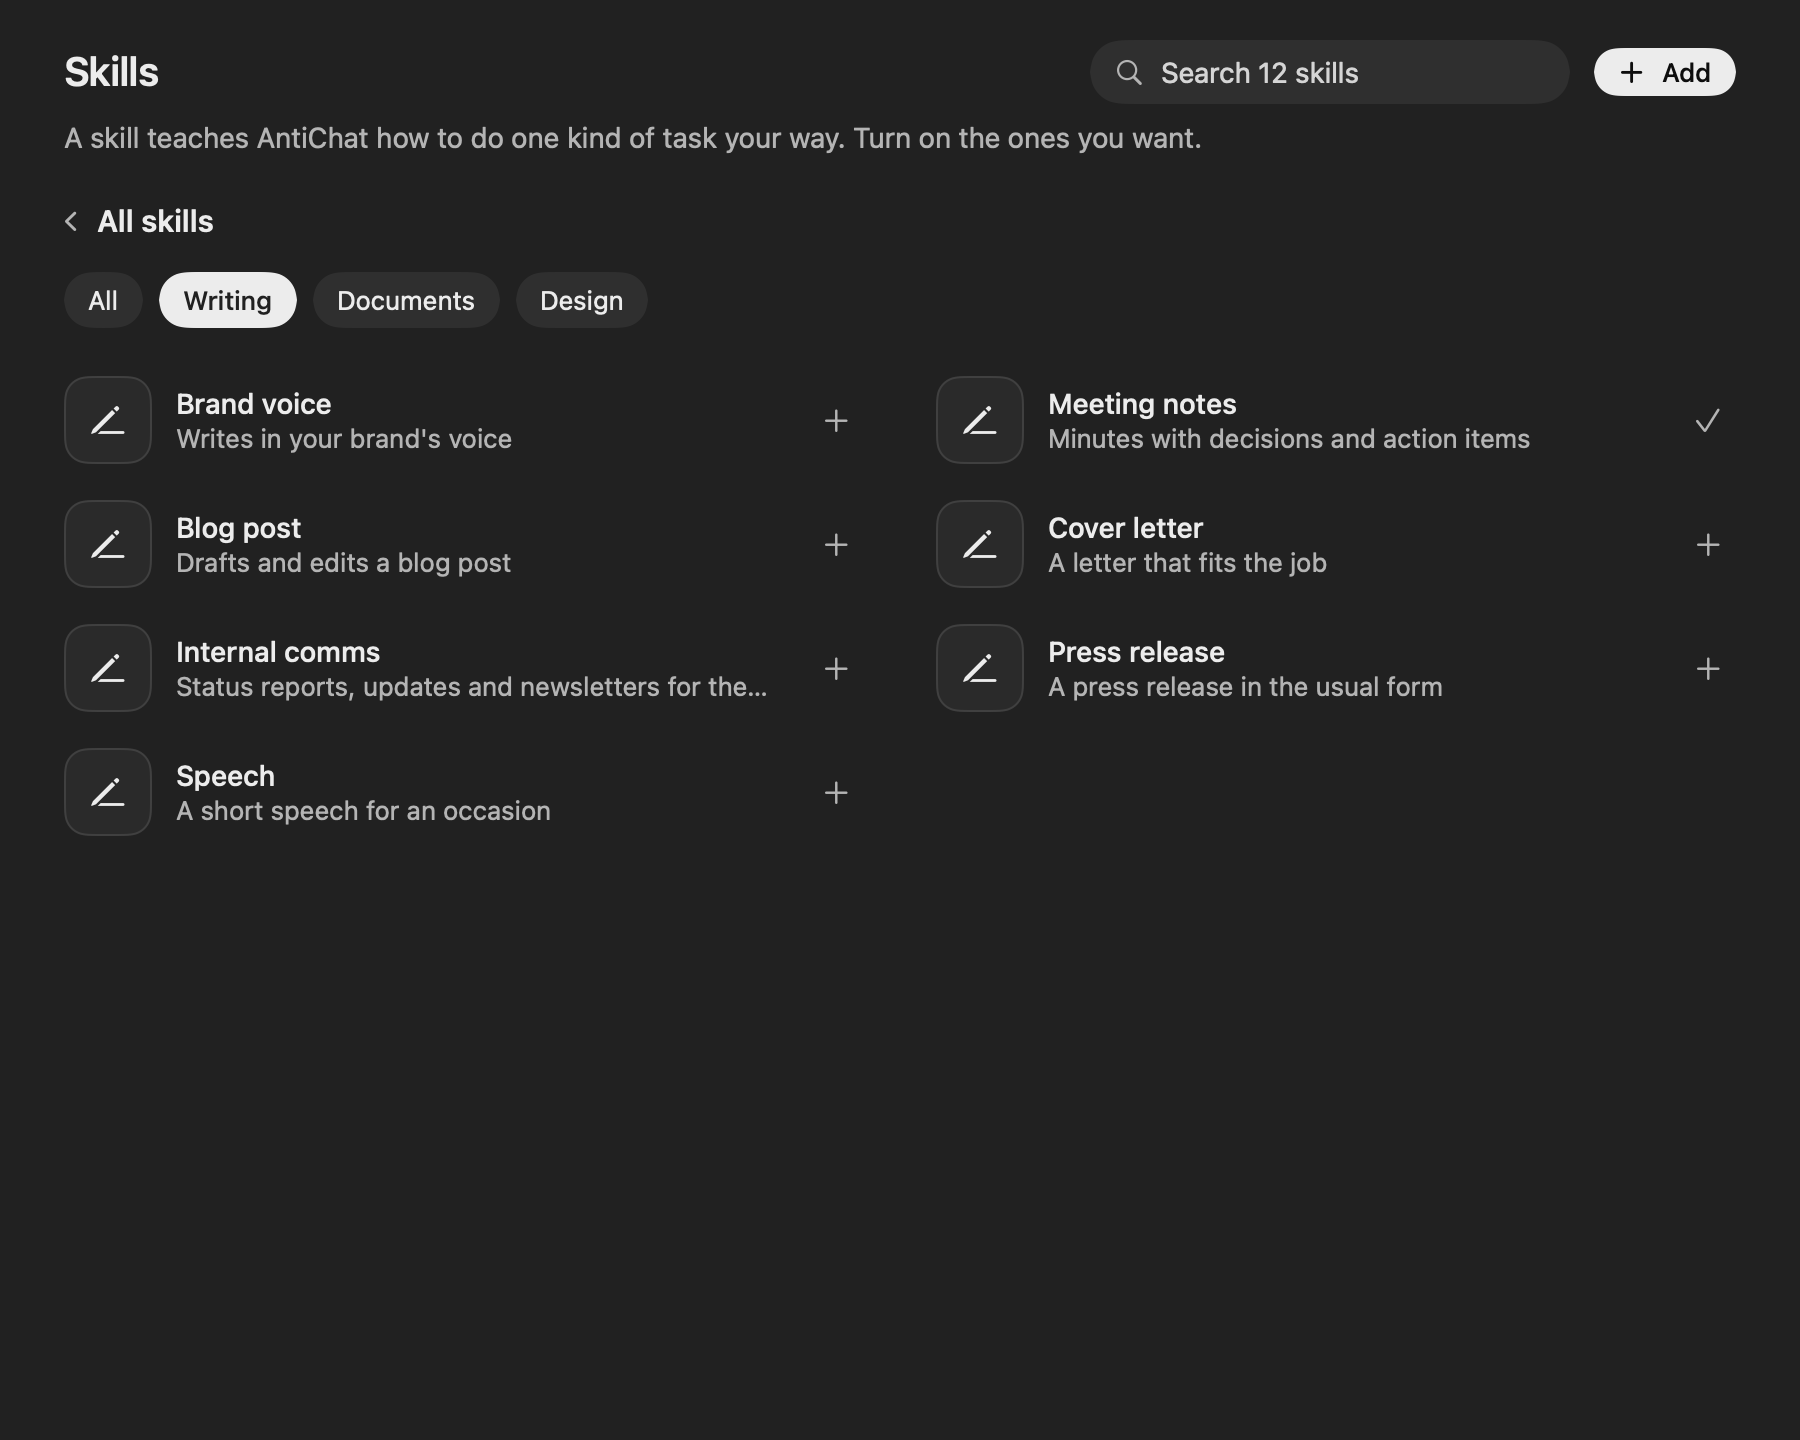 Skills
Search 12 skills
Add
A skill teaches AntiChat how to do one kind of task your way. Turn on the ones you want.
All skills
All
Writing
Documents
Design
Brand voice
Writes in your brand's voice
Meeting notes
Minutes with decisions and action items
Blog post
Drafts and edits a blog post
Cover letter
A letter that fits the job
Internal comms
Status reports, updates and newsletters for the...
Press release
A press release in the usual form
Speech
A short speech for an occasion